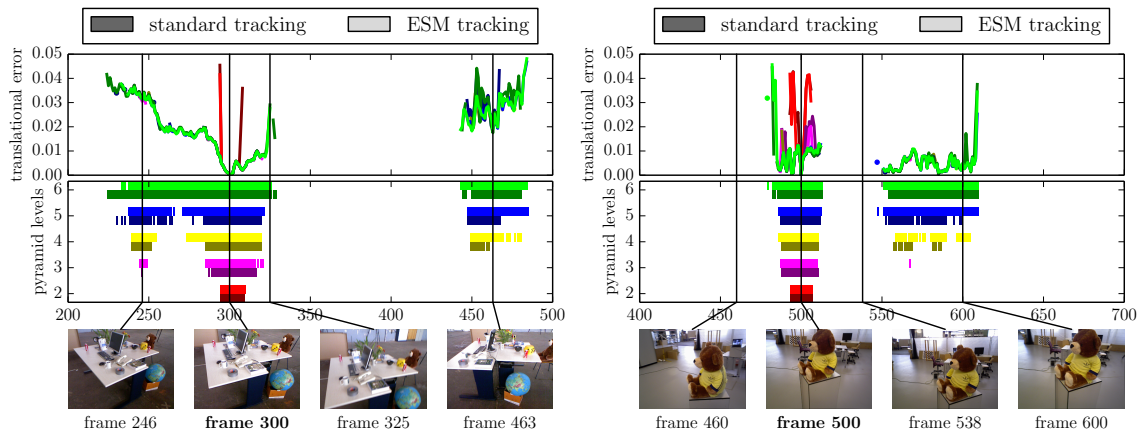 standard tracking ESM tracking
translational error
0.05
0.04
0.03
0.02
0.01
0.00
pyramid levels
6
5
4
3
2
200 250 300 350 400 450 500
frame 246 frame 300 frame 325 frame 463
standard tracking ESM tracking
translational error
0.05
0.04
0.03
0.02
0.01
0.00
pyramid levels
6
5
4
3
2
400 450 500 550 600 650 700
frame 460 frame 500 frame 538 frame 600